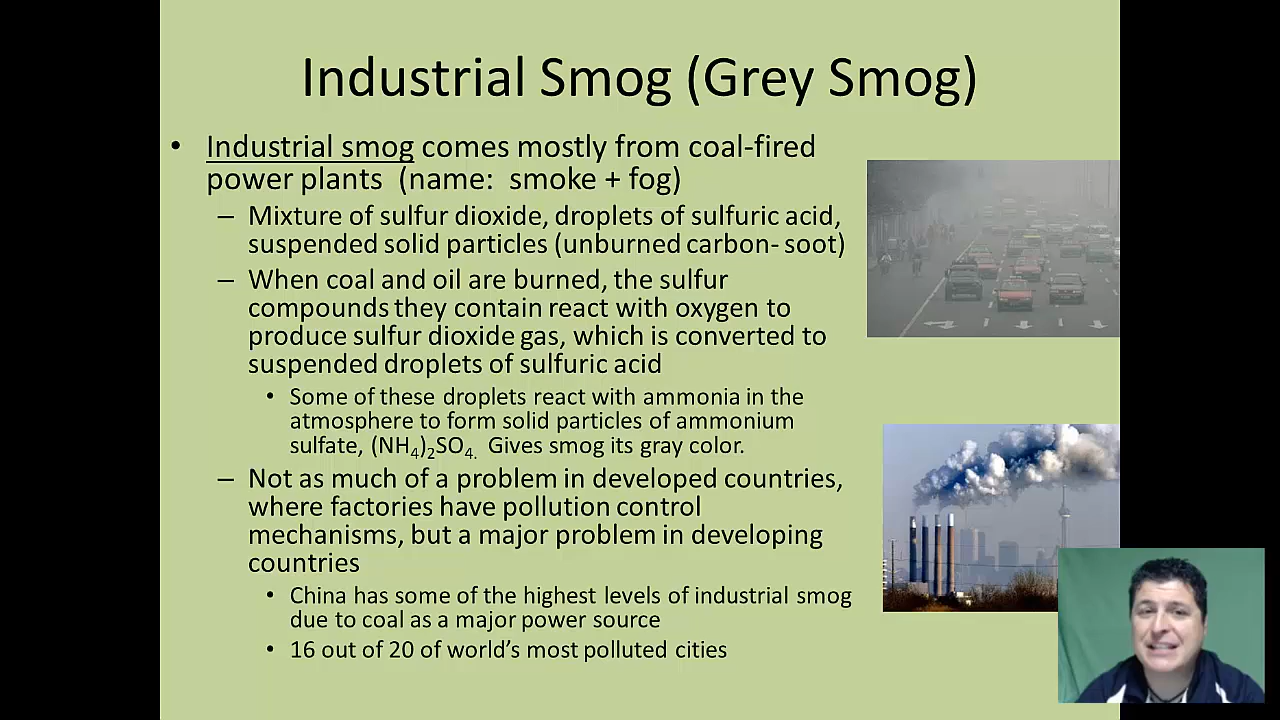 Industrial Smog (Grey Smog)
• Industrial smog comes mostly from coal-fired
power plants (name: smoke + fog)
– Mixture of sulfur dioxide, droplets of sulfuric acid,
suspended solid particles (unburned carbon- soot)
– When coal and oil are burned, the sulfur
compounds they contain react with oxygen to
produce sulfur dioxide gas, which is converted to
suspended droplets of sulfuric acid
• Some of these droplets react with ammonia in the
atmosphere to form solid particles of ammonium
sulfate, (NH₄)₂SO₄. Gives smog its gray color.
– Not as much of a problem in developed countries,
where factories have pollution control
mechanisms, but a major problem in developing
countries
• China has some of the highest levels of industrial smog
due to coal as a major power source
• 16 out of 20 of world’s most polluted cities